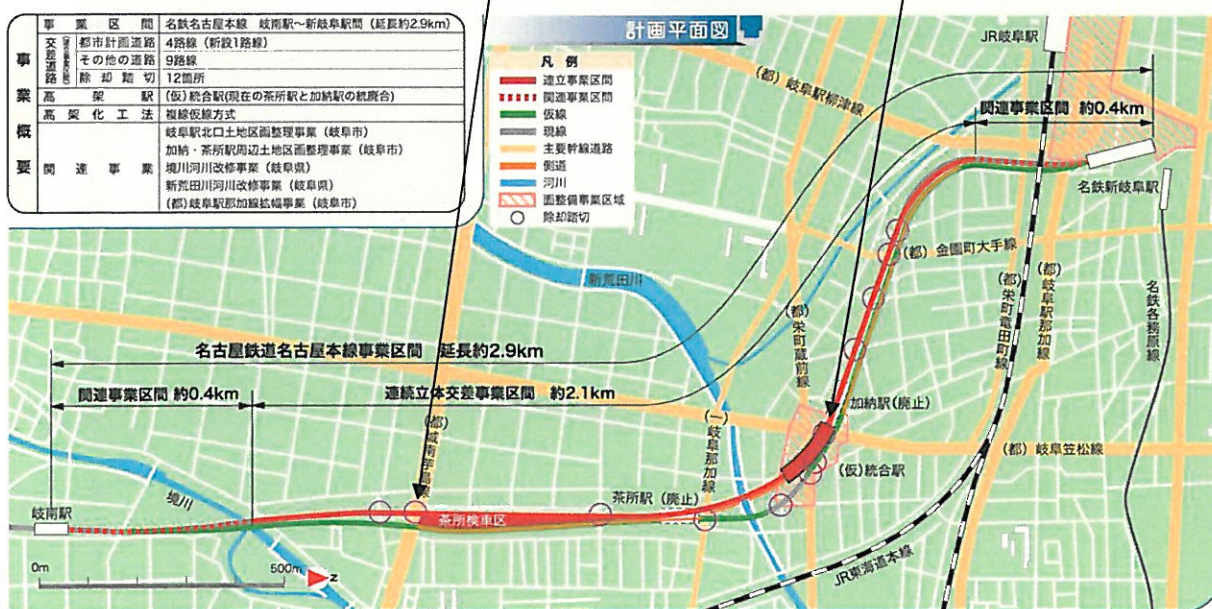 事業概要
事業区間 名鉄名古屋本線 岐南駅~新岐阜駅間(延長約2.9km)
交差道路
都市計画道路 4路線(新設1路線)
その他の道路 9路線
除却踏切 12箇所
高架駅 (仮)統合駅(現在の茶所駅と加納駅の統廃合)
高架化工法 複線仮線方式
関連事業
岐阜駅北口土地区画整理事業(岐阜市)
加納・茶所駅周辺土地区画整理事業(岐阜市)
境川河川改修事業(岐阜県)
新荒田川河川改修事業(岐阜県)
(都)岐阜駅那加線拡幅事業(岐阜市)
計画平面図
凡例
連立事業区間
関連事業区間
仮線
現線
主要幹線道路
側道
河川
面整備事業区域
除却踏切
JR岐阜駅
(都)岐阜駅柳津線
関連事業区間 約0.4km
名鉄新岐阜駅
(都)金園町大手線
新荒田川
(都)栄町蔵前線
(都)栄町竜田町線
(都)岐阜駅那加線
名鉄各務原線
名古屋鉄道名古屋本線事業区間 延長約2.9km
関連事業区間 約0.4km
連続立体交差事業区間 約2.1km
加納駅(廃止)
(一)岐阜那加線
(都)岐阜笠松線
(仮)統合駅
茶所駅(廃止)
境川
岐南駅
茶所検車区
JR東海道本線
0m
500m
Z